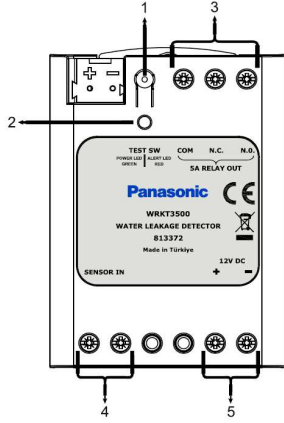 1
3
+ -
2
TEST SW COM N.C. N.0.
POWER LED ALERT LED
GREEN RED
5A RELAY OUT
Panasonic CE
WRKT3500
WATER LEAKAGE DETECTOR
813372
Made in Türkiye
12V DC
SENSOR IN + -
4
5